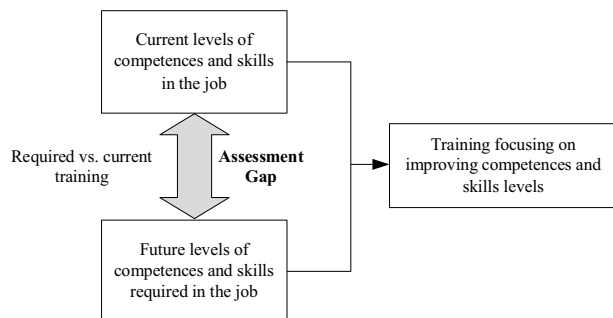 Current levels of
competences and skills
in the job
Required vs. current
training
Assessment
Gap
Training focusing on
improving competences and
skills levels
Future levels of
competences and skills
required in the job